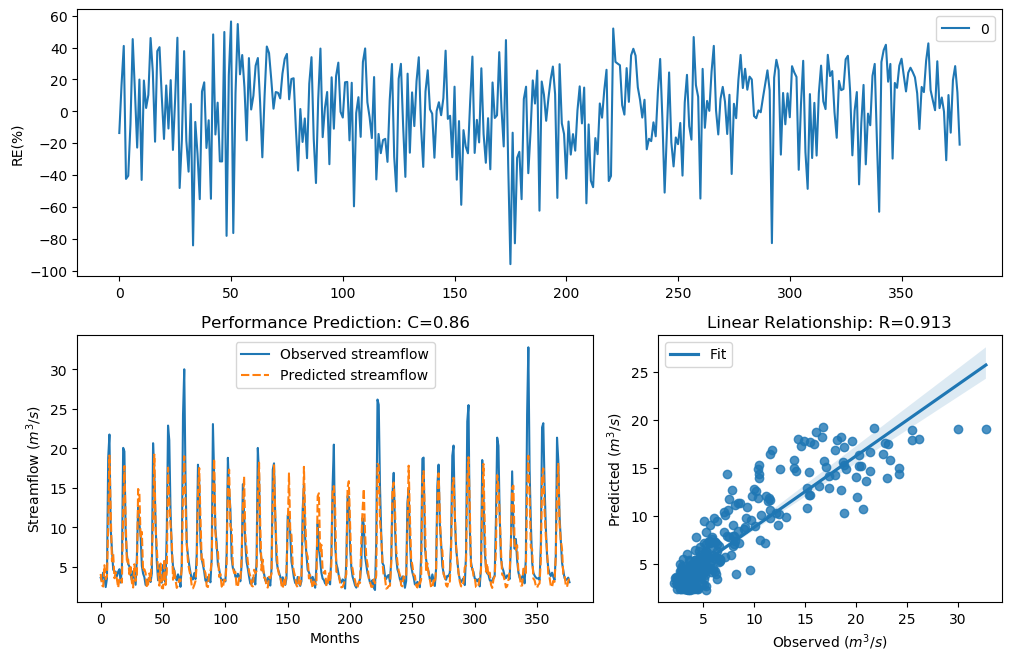 60
40
20
0
−20
−40
−60
−80
−100
RE(%)
0
0 50 100 150 200 250 300 350
Performance Prediction: C=0.86
Observed streamflow
Predicted streamflow
30
25
20
15
10
5
Streamflow (m³/s)
0 50 100 150 200 250 300 350
Months
Linear Relationship: R=0.913
Fit
25
20
15
10
5
Predicted (m³/s)
5 10 15 20 25 30
Observed (m³/s)